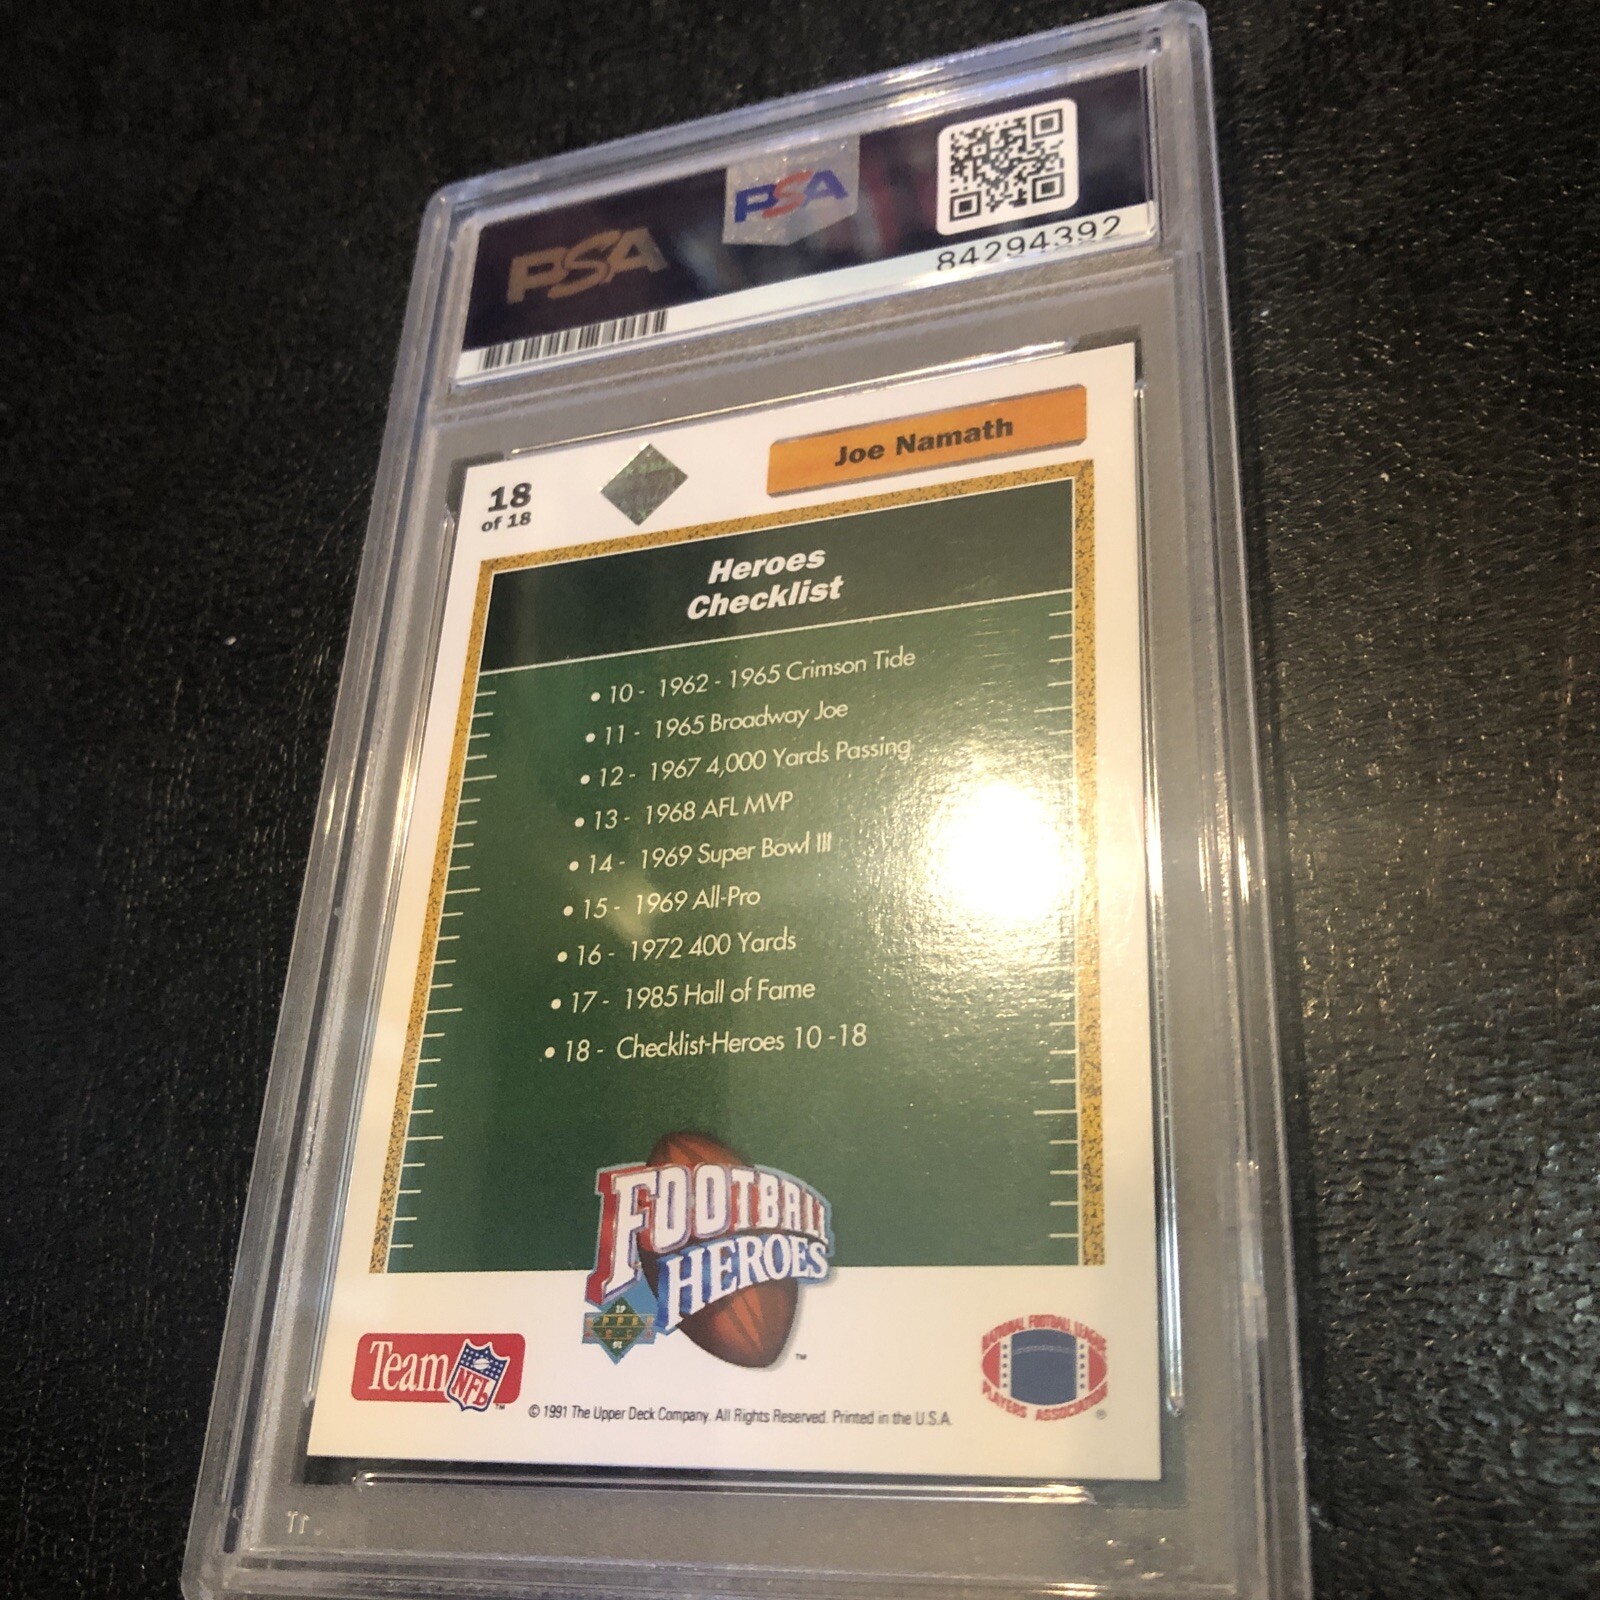 PSA
PSA
84294392
Joe Namath
18
of 18
Heroes
Checklist
• 10 - 1962 - 1965 Crimson Tide
• 11 - 1965 Broadway Joe
• 12 - 1967 4,000 Yards Passing
• 13 - 1968 AFL MVP
• 14 - 1969 Super Bowl III
• 15 - 1969 All-Pro
• 16 - 1972 400 Yards
• 17 - 1985 Hall of Fame
• 18 - Checklist-Heroes 10 -18
FOOTBALL
HEROES
™
Team NFL ™
NATIONAL FOOTBALL LEAGUE
PLAYERS ASSOCIATION ®
© 1991 The Upper Deck Company. All Rights Reserved. Printed in the U.S.A.